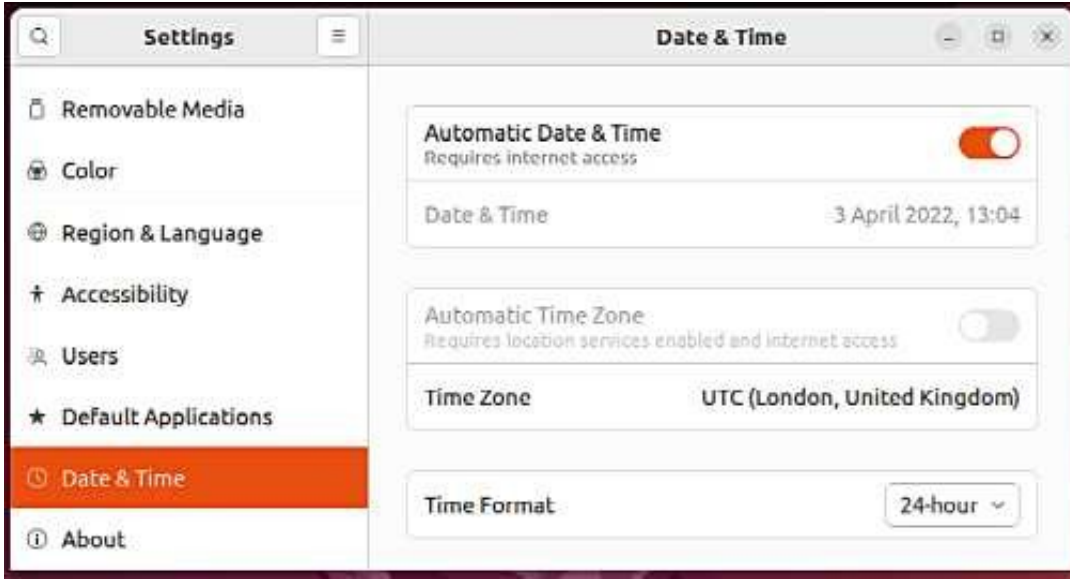 Settings
Date & Time
Removable Media
Color
Region & Language
Accessibility
Users
Default Applications
Date & Time
About
Automatic Date & Time
Requires internet access
Date & Time 3 April 2022, 13:04
Automatic Time Zone
Requires location services enabled and internet access
Time Zone UTC (London, United Kingdom)
Time Format 24-hour